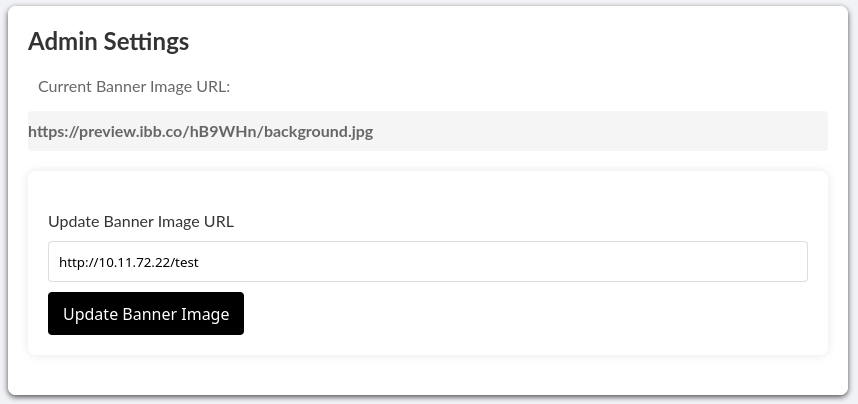 Admin Settings
Current Banner Image URL:
https://preview.ibb.co/hB9WHn/background.jpg
Update Banner Image URL
http://10.11.72.22/test
Update Banner Image